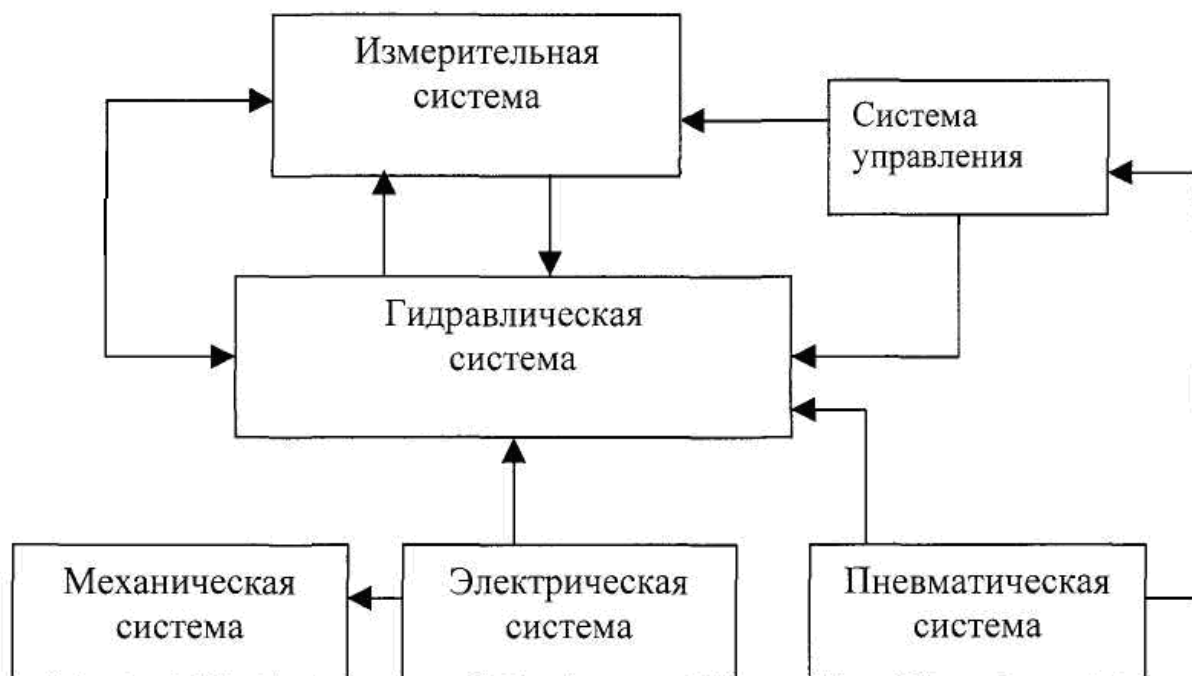 Измерительная
система
Система
управления
Гидравлическая
система
Механическая
система
Электрическая
система
Пневматическая
система